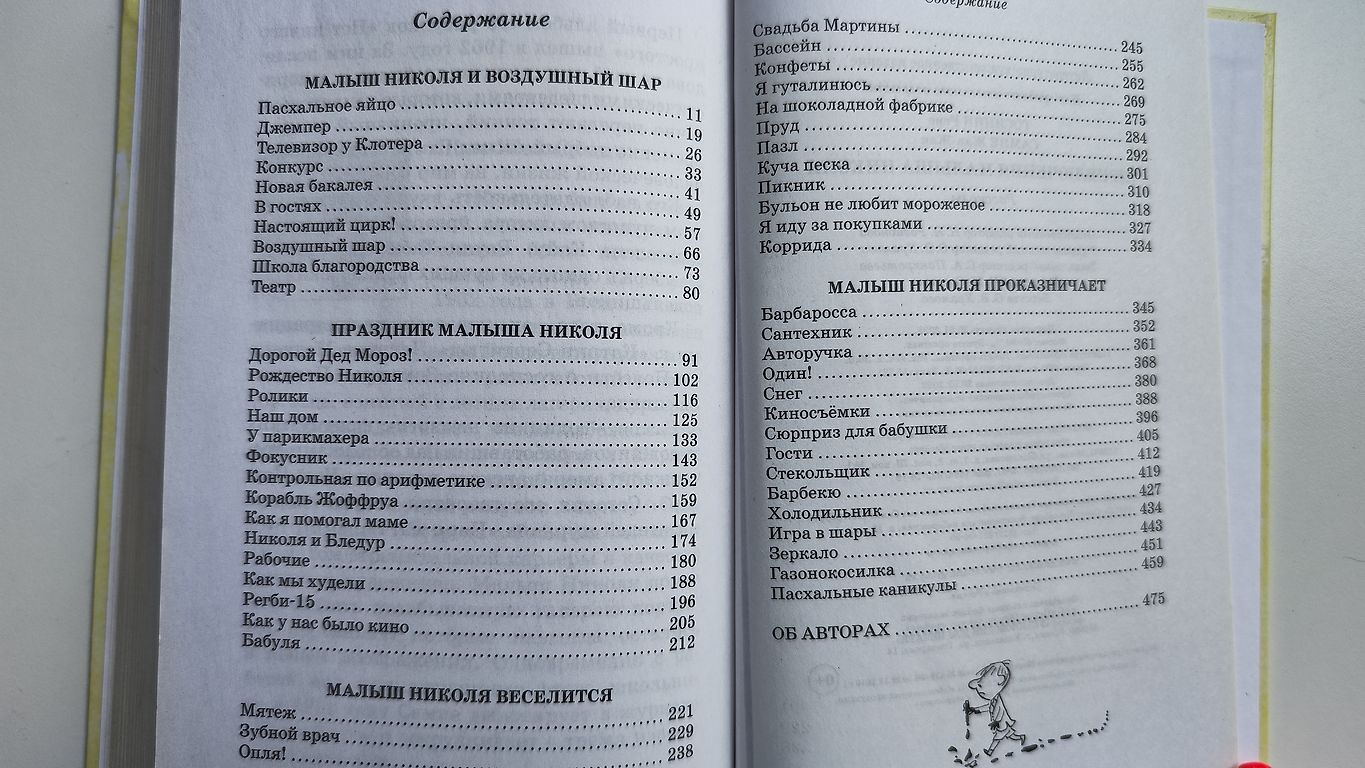 Содержание
МАЛЫШ НИКОЛЯ И ВОЗДУШНЫЙ ШАР
Пасхальное яйцо 11
Джемпер 19
Телевизор у Клотера 26
Конкурс 33
Новая бакалея 41
В гостях 49
Настоящий цирк! 57
Воздушный шар 66
Школа благородства 73
Театр 80
ПРАЗДНИК МАЛЫША НИКОЛЯ
Дорогой Дед Мороз! 91
Рождество Николя 102
Ролики 116
Наш дом 125
У парикмахера 133
Фокусник 143
Контрольная по арифметике 152
Корабль Жоффруа 159
Как я помогал маме 167
Николя и Бледур 174
Рабочие 180
Как мы худели 188
Регби-15 196
Как у нас было кино 205
Бабуля 212
МАЛЫШ НИКОЛЯ ВЕСЕЛИТСЯ
Мятеж 221
Зубной врач 229
Опля! 238
Содержание
Свадьба Мартины 245
Бассейн 255
Конфеты 262
Я гуталинюсь 269
На шоколадной фабрике 275
Пруд 284
Пазл 292
Куча песка 301
Пикник 310
Бульон не любит мороженое 318
Я иду за покупками 327
Коррида 334
МАЛЫШ НИКОЛЯ ПРОКАЗНИЧАЕТ
Барбаросса 345
Сантехник 352
Авторучка 361
Один! 368
Снег 380
Киносъёмки 388
Сюрприз для бабушки 396
Гости 405
Стекольщик 412
Барбекю 419
Холодильник 427
Игра в шары 434
Зеркало 443
Газонокосилка 451
Пасхальные каникулы 459
ОБ АВТОРАХ 475